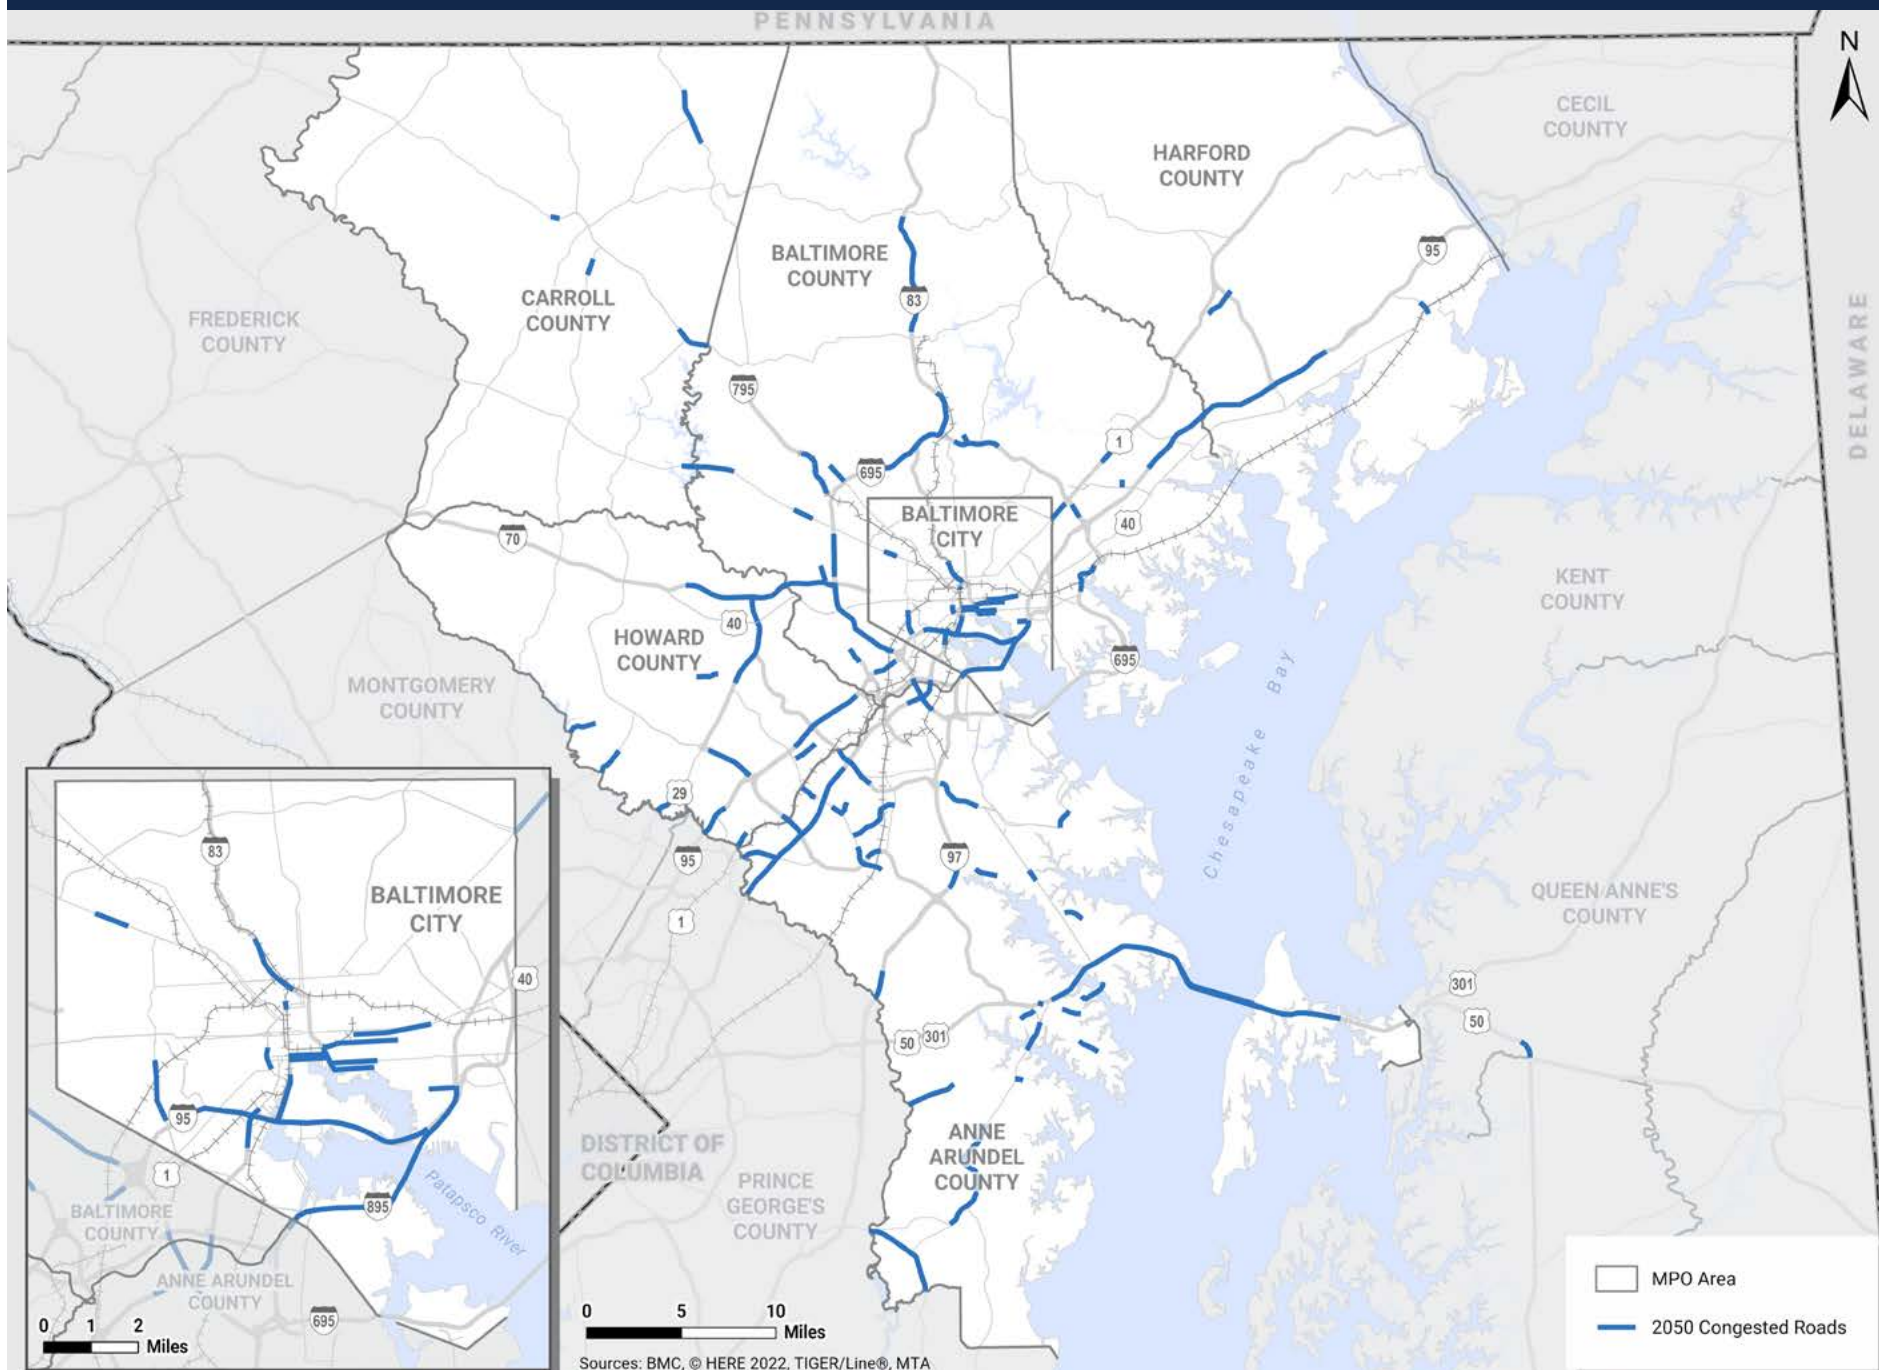 PENNSYLVANIA
N
CECIL
COUNTY
HARFORD
COUNTY
95
BALTIMORE
COUNTY
83
CARROLL
COUNTY
FREDERICK
COUNTY
DELAWARE
795
1
695
BALTIMORE
CITY
40
70
KENT
COUNTY
40
HOWARD
COUNTY
695
MONTGOMERY
COUNTY
Chesapeake Bay
29
95
97
1
QUEEN ANNE'S
COUNTY
301
50
50
301
ANNE
ARUNDEL
COUNTY
DISTRICT OF
COLUMBIA
PRINCE
GEORGE'S
COUNTY
83
BALTIMORE
CITY
40
95
1
895
Patapsco River
BALTIMORE
COUNTY
ANNE ARUNDEL
COUNTY
695
0 1 2
Miles
0 5 10
Miles
Sources: BMC, © HERE 2022, TIGER/Line®, MTA
MPO Area
2050 Congested Roads